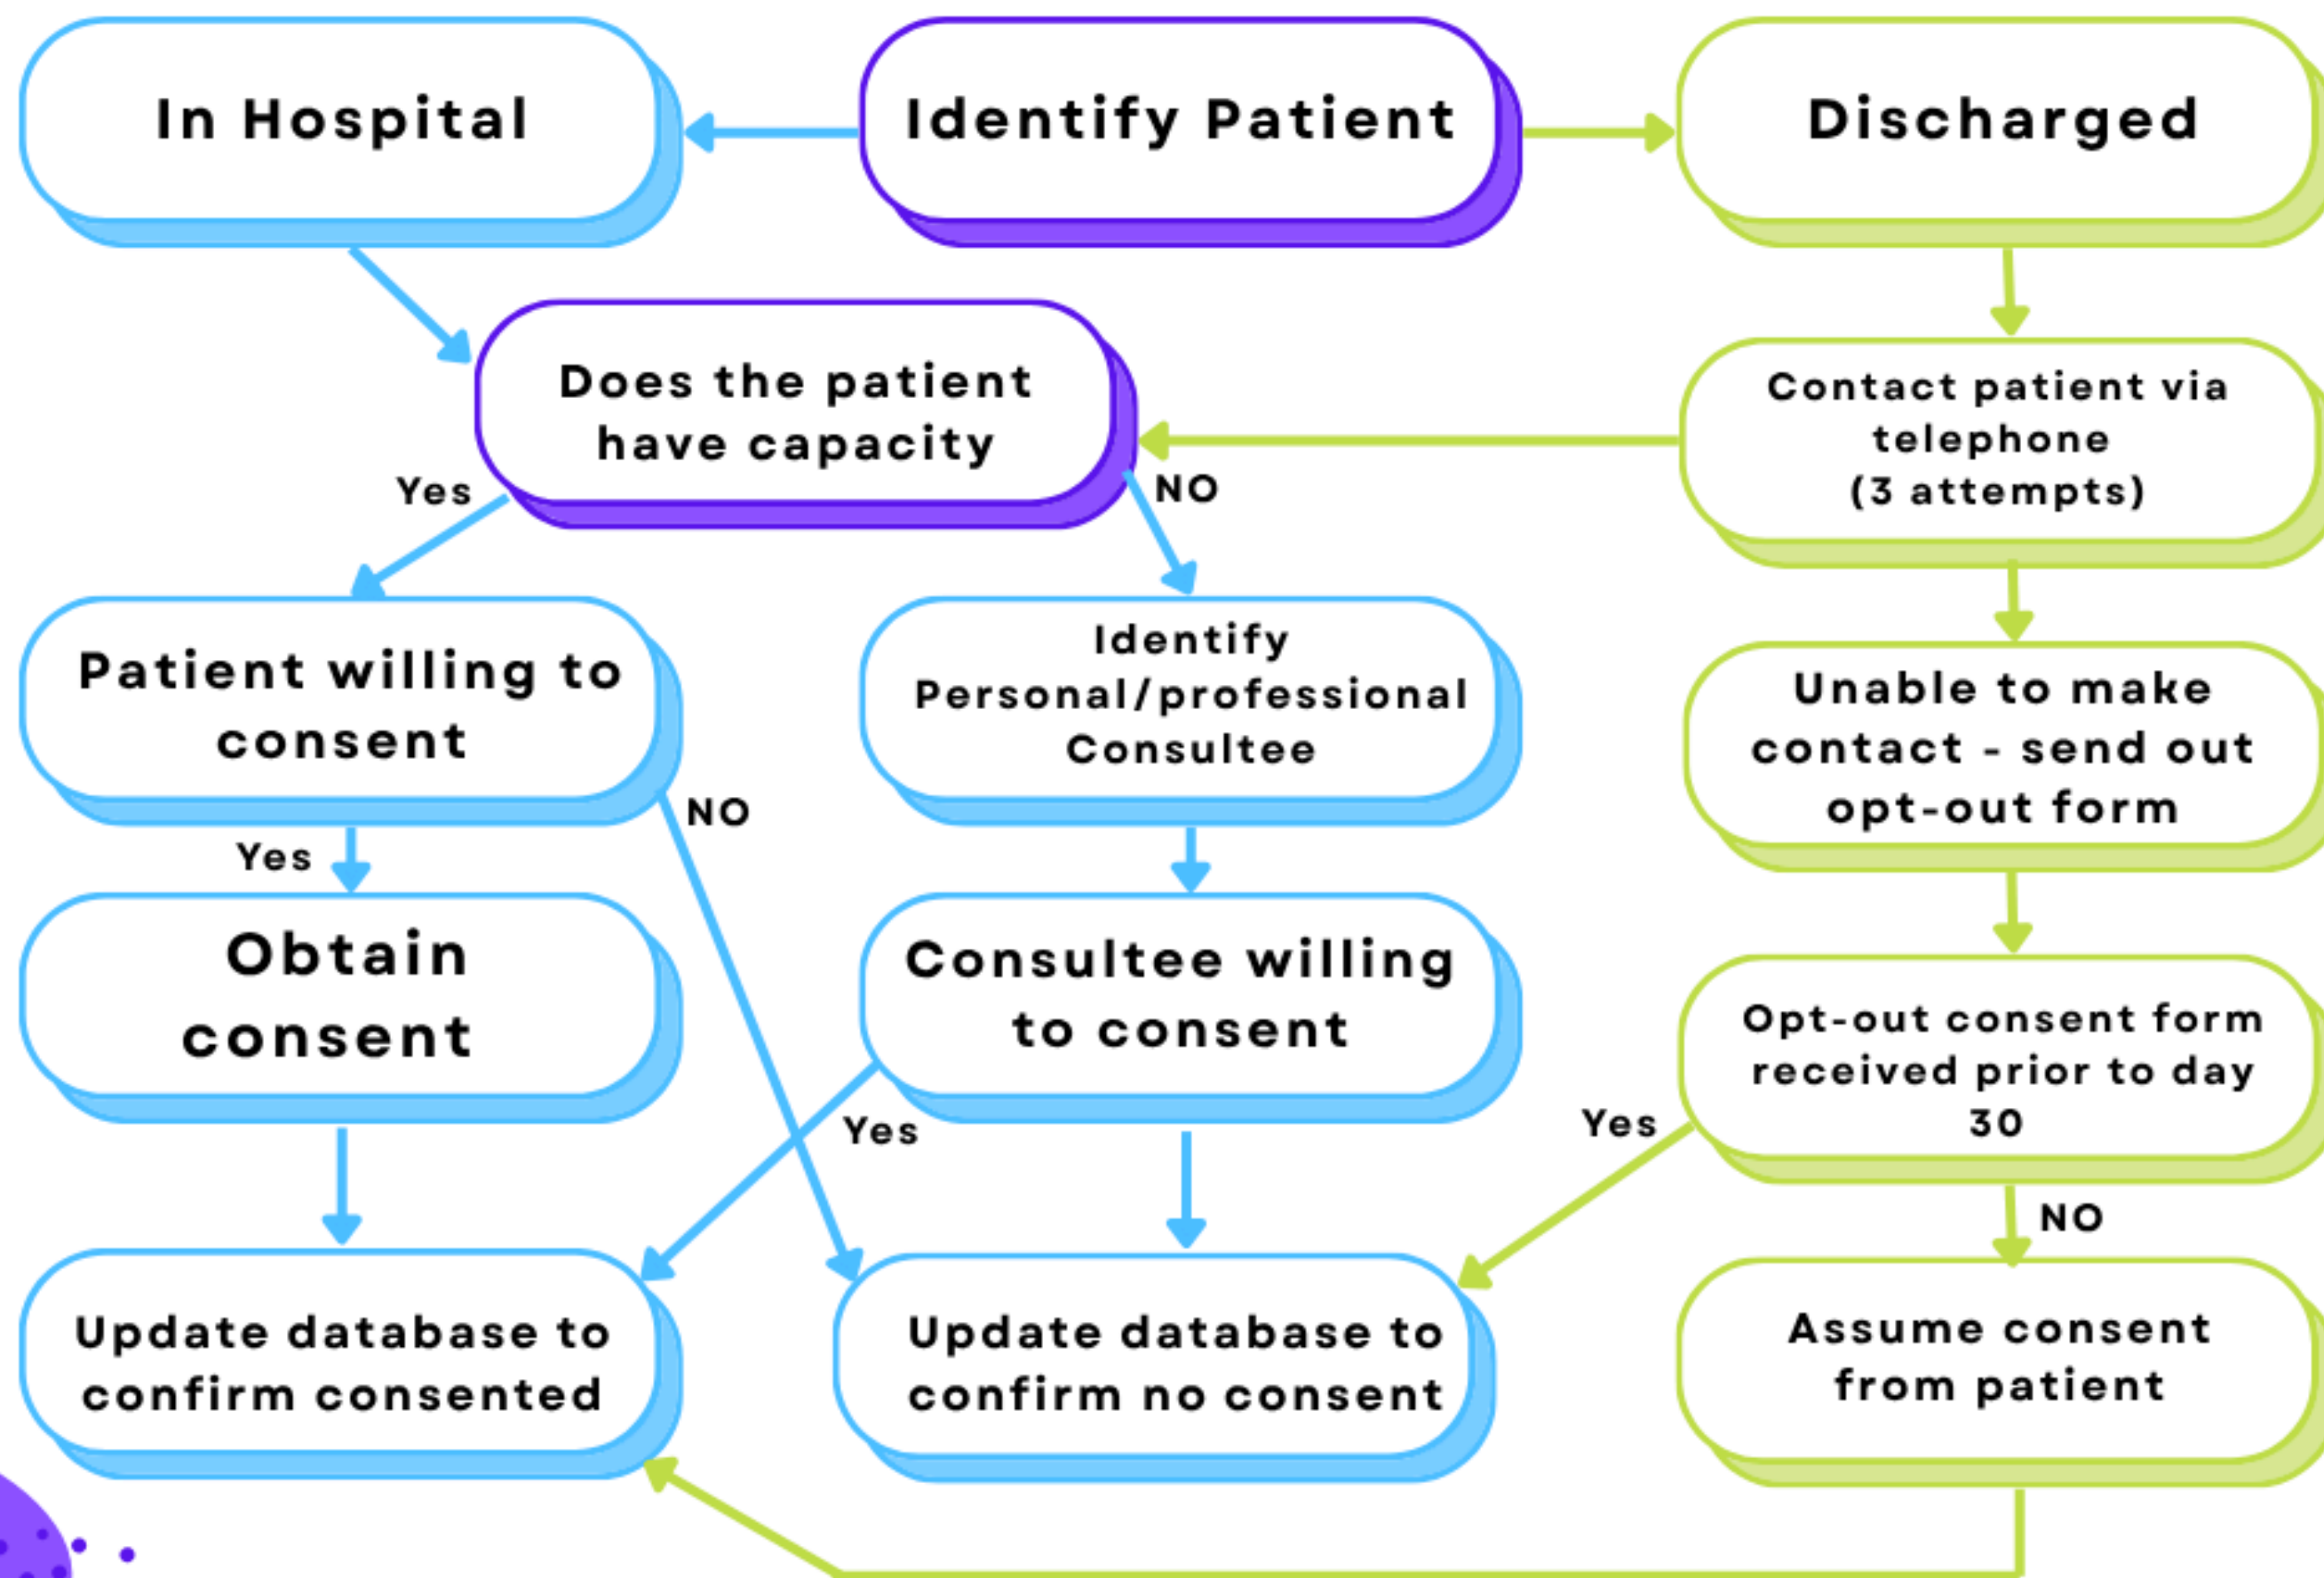 In Hospital
Identify Patient
Discharged
Does the patient
have capacity
Contact patient via
telephone
(3 attempts)
Yes
NO
Patient willing to
consent
Identify
Personal/professional
Consultee
Unable to make
contact - send out
opt-out form
NO
Yes
Obtain
consent
Consultee willing
to consent
Opt-out consent form
received prior to day
30
Yes
Yes
NO
Update database to
confirm consented
Update database to
confirm no consent
Assume consent
from patient